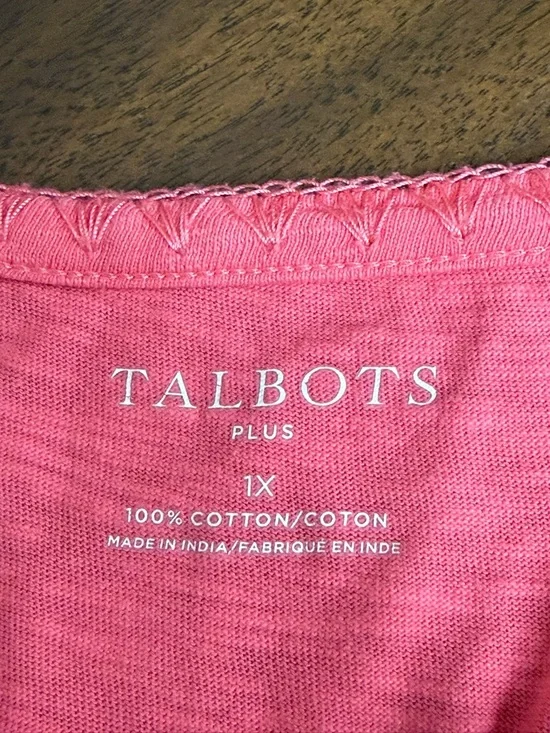 TALBOTS
PLUS
1X
100% COTTON/COTON
MADE IN INDIA/FABRIQUÉ EN INDE